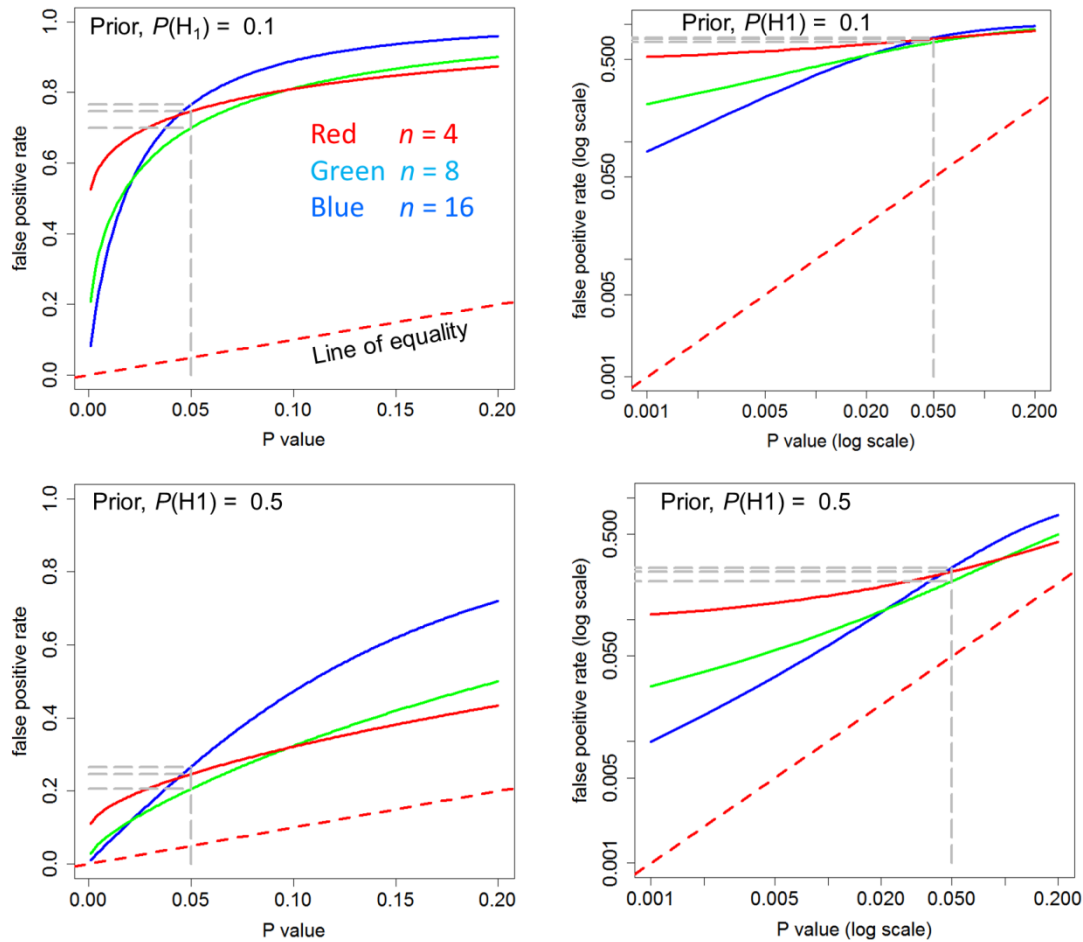 Prior, P(H₁) = 0.1
false positive rate
1.0
0.8
0.6
0.4
0.2
0.0
Red n = 4
Green n = 8
Blue n = 16
Line of equality
0.00 0.05 0.10 0.15 0.20
P value
Prior, P(H1) = 0.1
false poeitive rate (log scale)
0.500
0.050
0.005
0.001
0.001 0.005 0.020 0.050 0.200
P value (log scale)
Prior, P(H1) = 0.5
false positive rate
1.0
0.8
0.6
0.4
0.2
0.0
0.00 0.05 0.10 0.15 0.20
P value
Prior, P(H1) = 0.5
false poeitive rate (log scale)
0.500
0.050
0.005
0.001
0.001 0.005 0.020 0.050 0.200
P value (log scale)